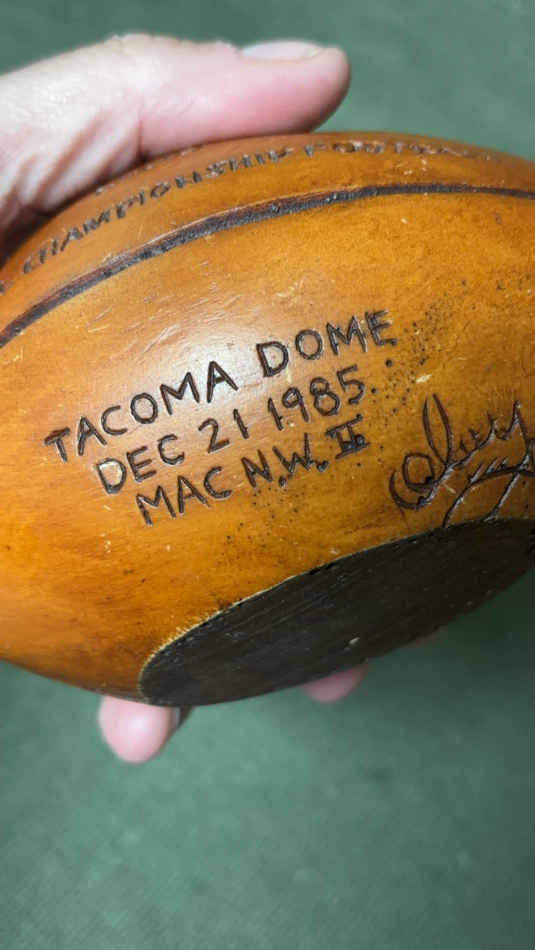 CHAMPIONSHIP FOOTBALL
TACOMA DOME
DEC 21 1985
MAC N.W. II